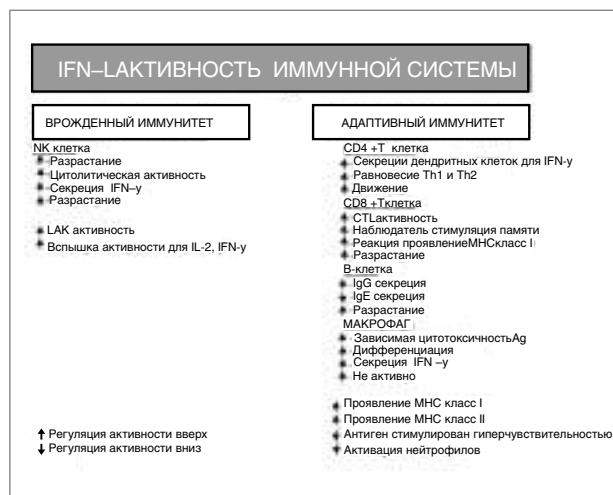 IFN–LАКТИВНОСТЬ ИММУННОЙ СИСТЕМЫ
ВРОЖДЕННЫЙ ИММУНИТЕТ
NK клетка
Разрастание
Цитолитическая активность
Секреция IFN–y
Разрастание
LAK активность
Вспышка активности для IL-2, IFN-y
АДАПТИВНЫЙ ИММУНИТЕТ
CD4 +T клетка
Секреции дендритных клеток для IFN-y
Равновесие Th1 и Th2
Движение
CD8 +Tклетка
CTLактивность
Наблюдатель стимуляция памяти
Реакция проявлениеMHCкласс I
Разрастание
B-клетка
IgG секреция
IgE секреция
Разрастание
МАКРОФАГ
Зависимая цитотоксичностьAg
Дифференциация
Секреция IFN –y
Не активно
Проявление MHC класс I
Проявление MHC класс II
Антиген стимулирован гиперчувствительностью
Активация нейтрофилов
↑ Регуляция активности вверх
↓ Регуляция активности вниз